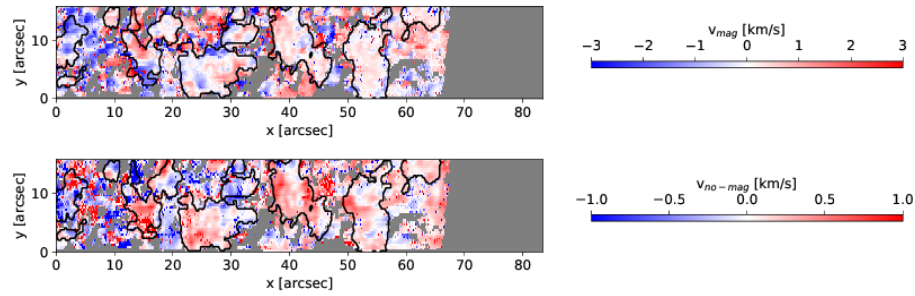 y [arcsec]
10
0
0 10 20 30 40 50 60 70 80
x [arcsec]
v_mag [km/s]
−3 −2 −1 0 1 2 3
y [arcsec]
10
0
0 10 20 30 40 50 60 70 80
x [arcsec]
v_no−mag [km/s]
−1.0 −0.5 0.0 0.5 1.0